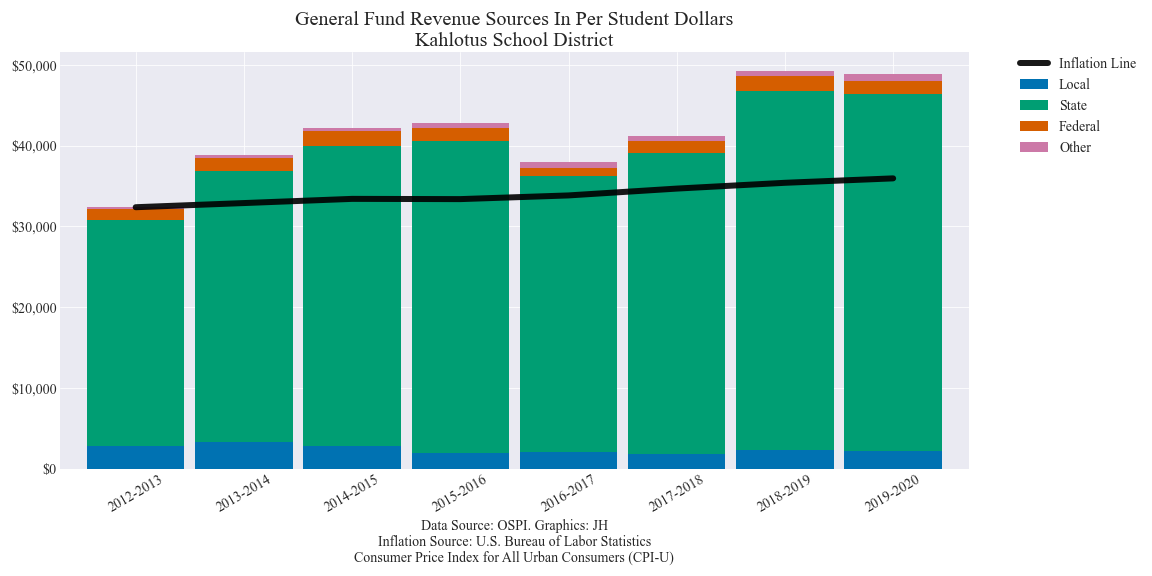 General Fund Revenue Sources In Per Student Dollars
Kahlotus School District
$50,000
$40,000
$30,000
$20,000
$10,000
$0
Inflation Line
Local
State
Federal
Other
2012-2013
2013-2014
2014-2015
2015-2016
2016-2017
2017-2018
2018-2019
2019-2020
Data Source: OSPI. Graphics: JH
Inflation Source: U.S. Bureau of Labor Statistics
Consumer Price Index for All Urban Consumers (CPI-U)